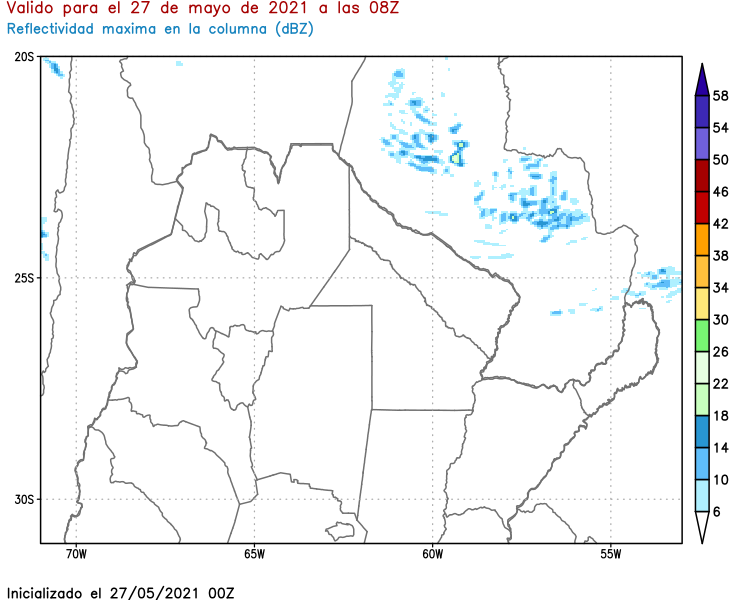 Valido para el 27 de mayo de 2021 a las 08Z
Reflectividad maxima en la columna (dBZ)
20S
25S
30S
70W
65W
60W
55W
58
54
50
46
42
38
34
30
26
22
18
14
10
6
Inicializado el 27/05/2021 00Z